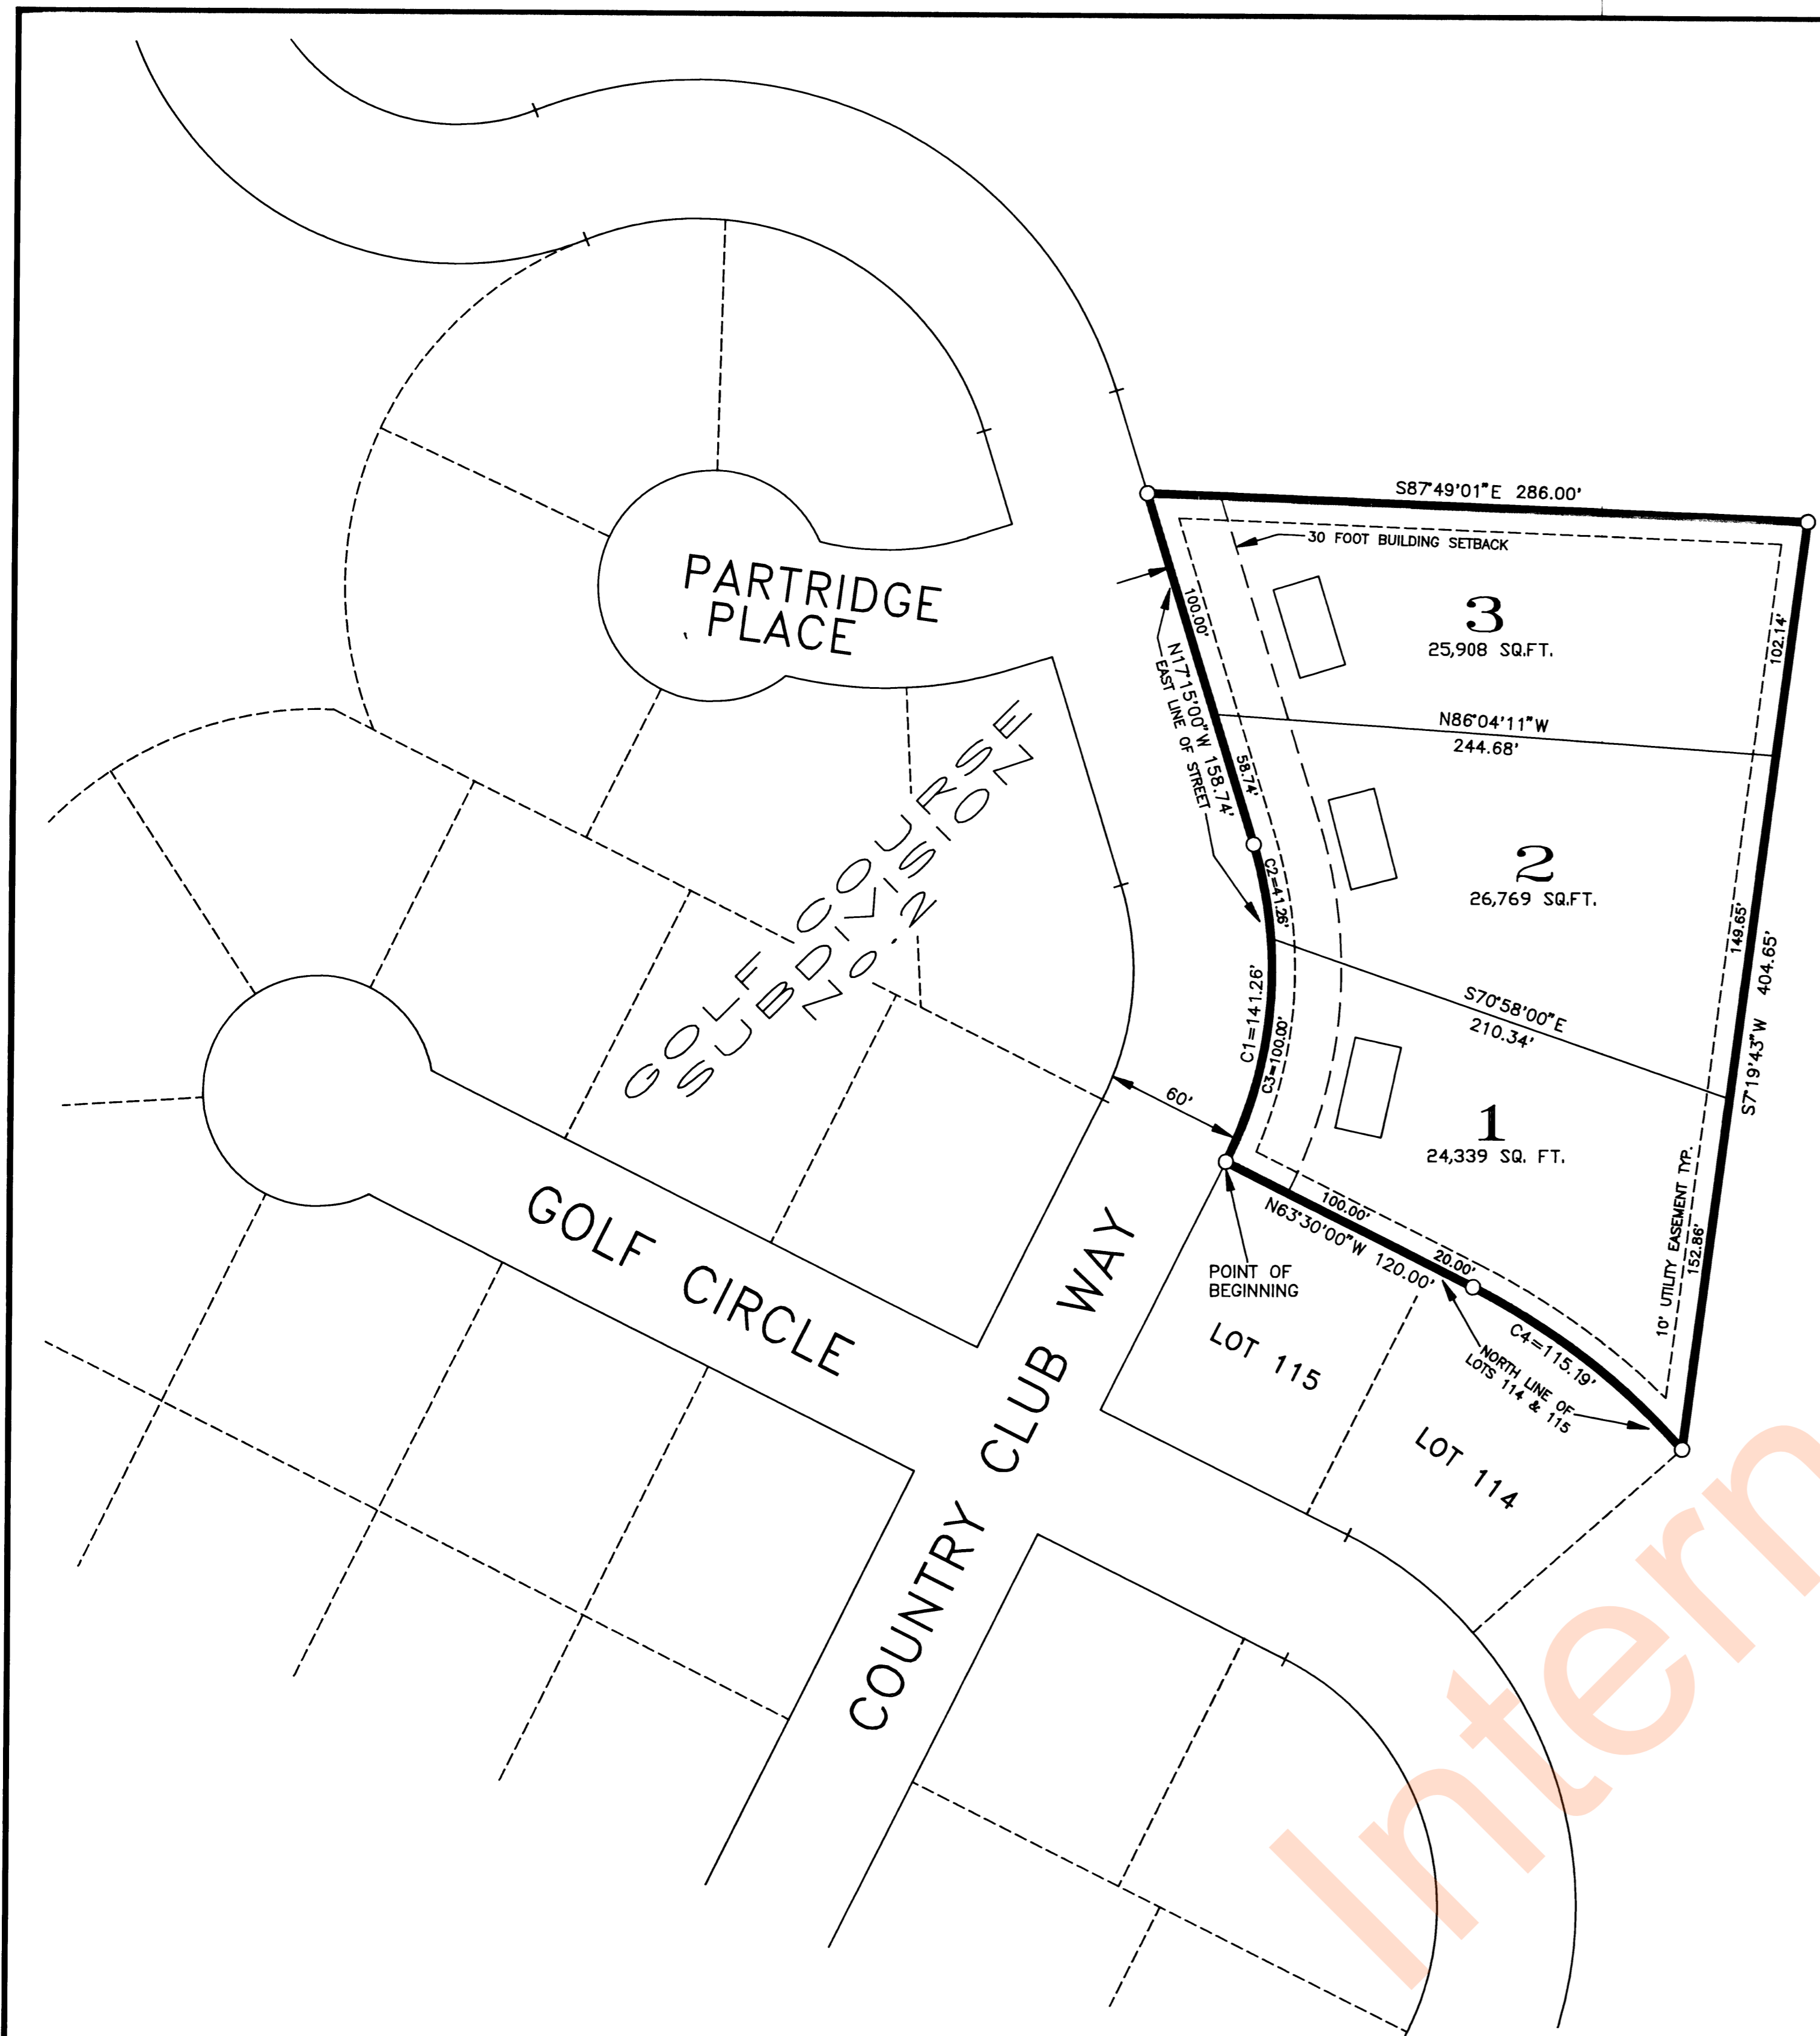 S87°49'01"E 286.00'
30 FOOT BUILDING SETBACK
3
25,908 SQ.FT.
102.14'
100.00'
N17°15'00"W 158.74'
EAST LINE OF STREET
58.74'
N86°04'11"W
244.68'
PARTRIDGE
PLACE
GOLF COURSE
SUBDIVISION
NO. 2
2
26,769 SQ.FT.
149.65'
S7°19'43"W 404.65'
C2=41.26'
C1=141.26'
C3=100.00'
S70°58'00"E
210.34'
60'
1
24,339 SQ. FT.
10' UTILITY EASEMENT TYP.
152.86'
100.00'
N63°30'00"W 120.00'
20.00'
POINT OF
BEGINNING
C4=115.19'
NORTH LINE OF
LOTS 114 & 115
LOT 115
LOT 114
GOLF CIRCLE
COUNTRY CLUB WAY
Intern